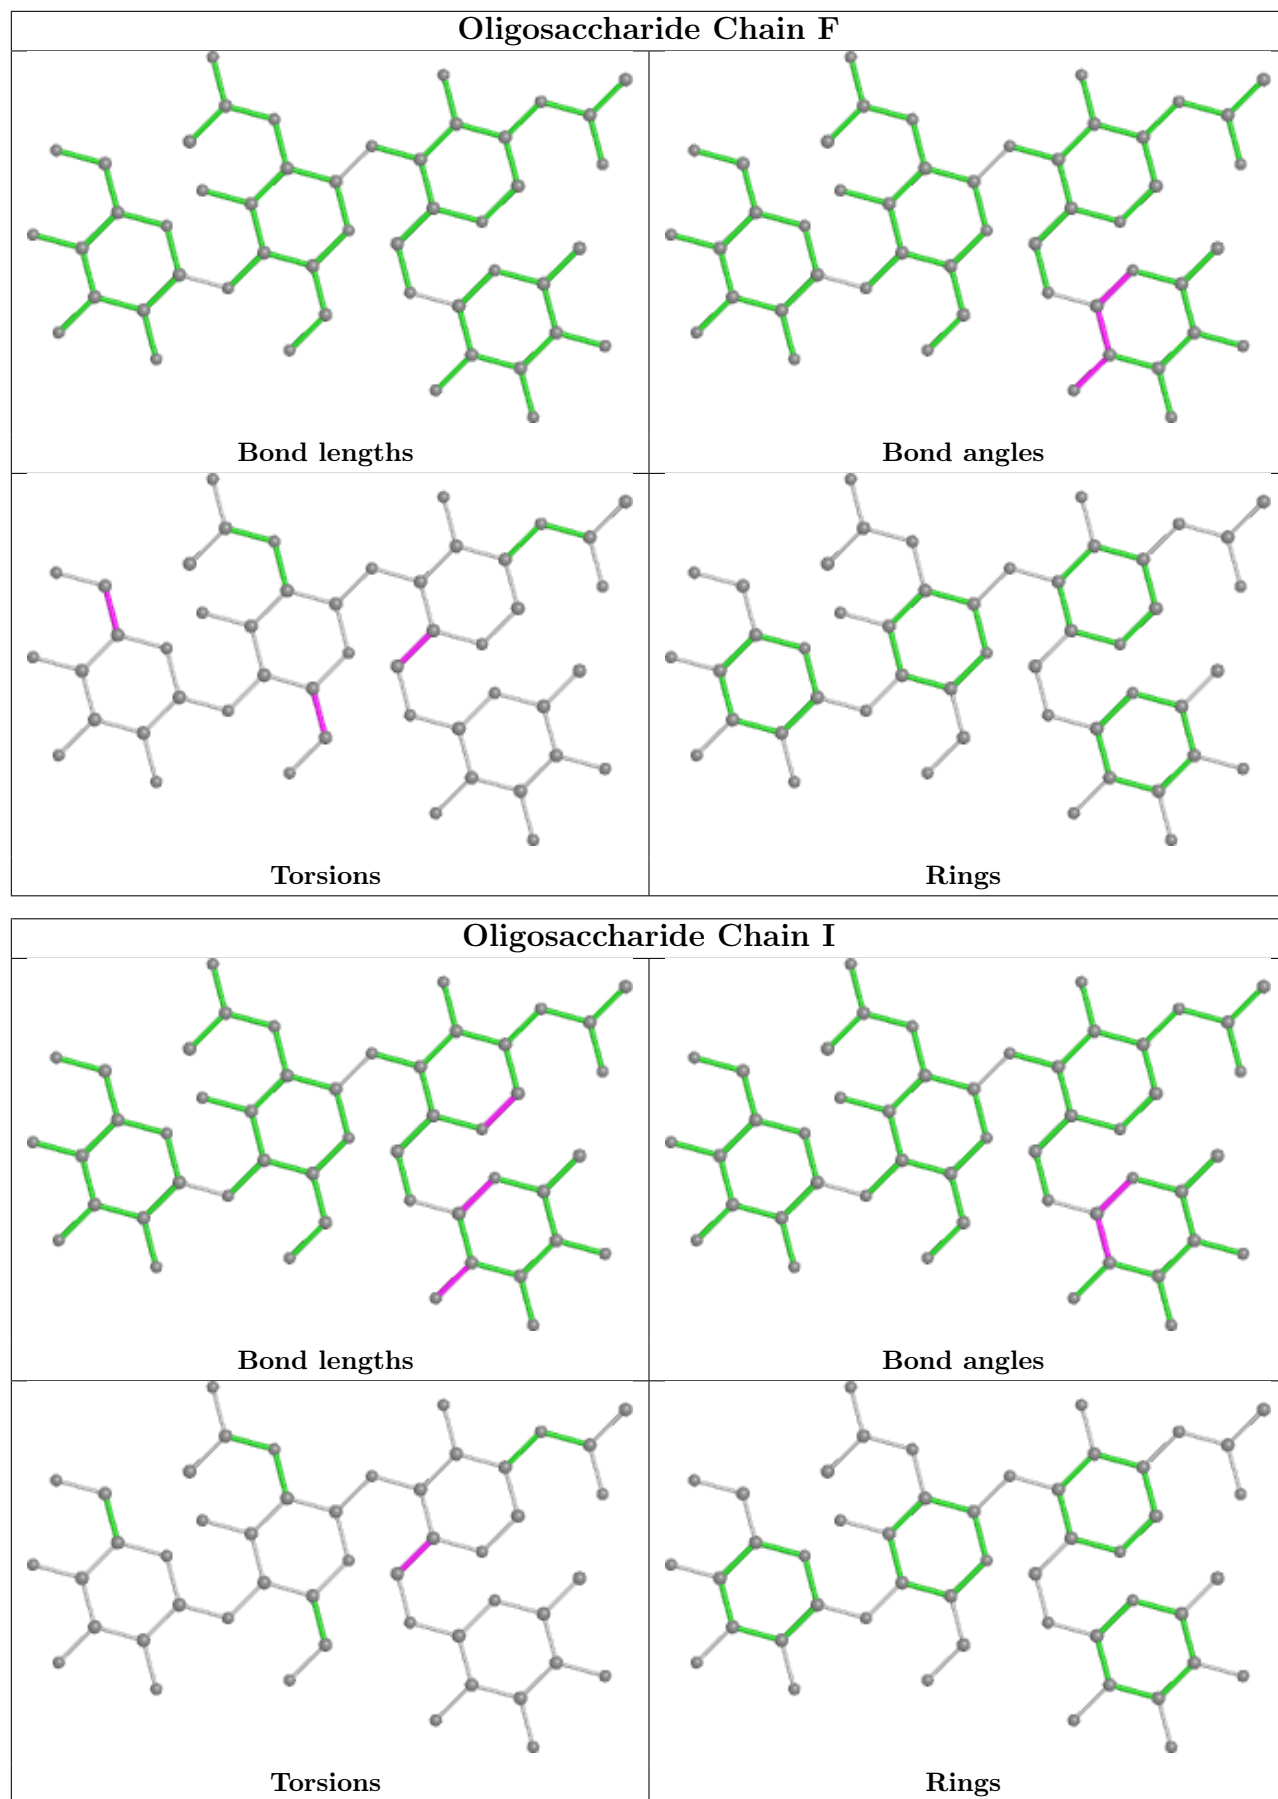 Oligosaccharide Chain F
Bond lengths
Bond angles
Torsions
Rings
Oligosaccharide Chain I
Bond lengths
Bond angles
Torsions
Rings